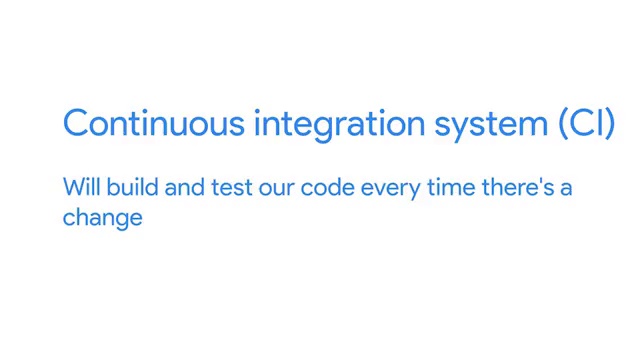 Continuous integration system (CI)
Will build and test our code every time there's a
change